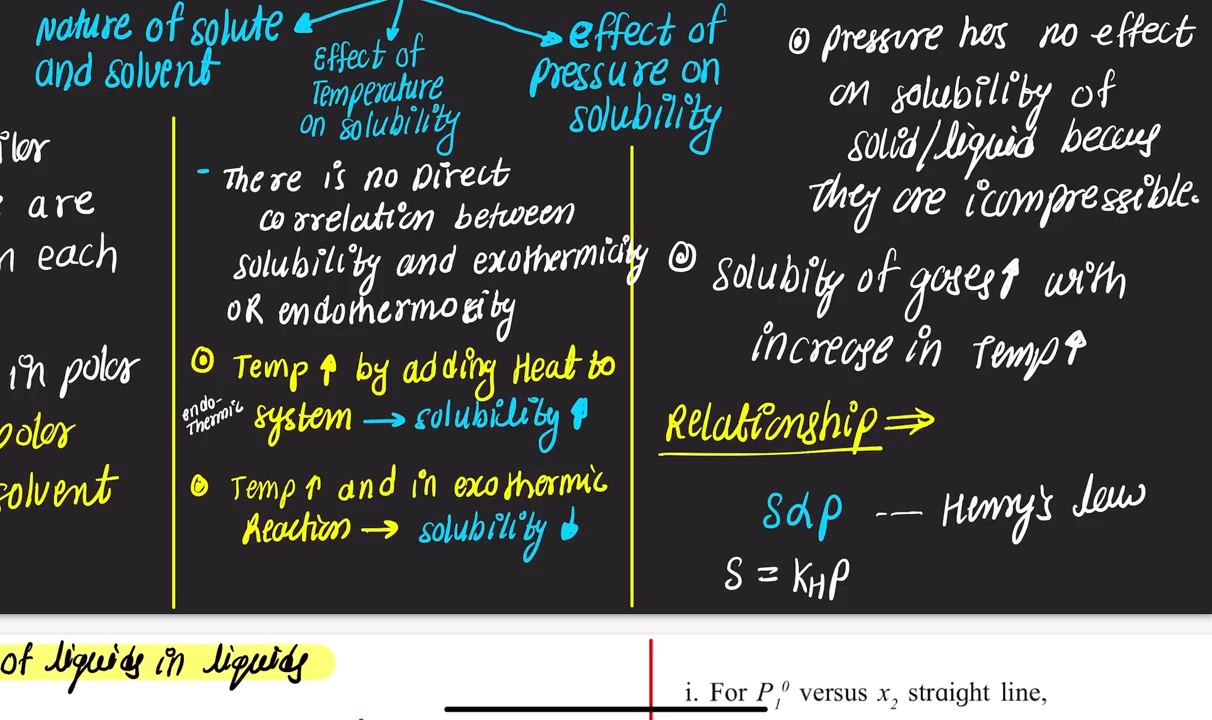 Nature of solute
and solvent
Effect of
Temperature
on solubility
effect of
pressure on
solubility
are
each
in polar
polar
solvent
- There is no Direct
correlation between
solubility and exothermicity
OR endothermosity
Temp ↑ by adding Heat to
endo-
Thermic
system → solubility ↑
Temp ↑ and in exothermic
Reaction → solubility ↓
pressure has no effect
on solubility of
solid/liquid becaus
They are icompressible.
Solubity of gases ↑ with
increase in Temp ↑
Relationship ⇒
S α p --- Henry's law
S = K_H p
of liquids in liquids
i. For P₁⁰ versus x₂ straight line,